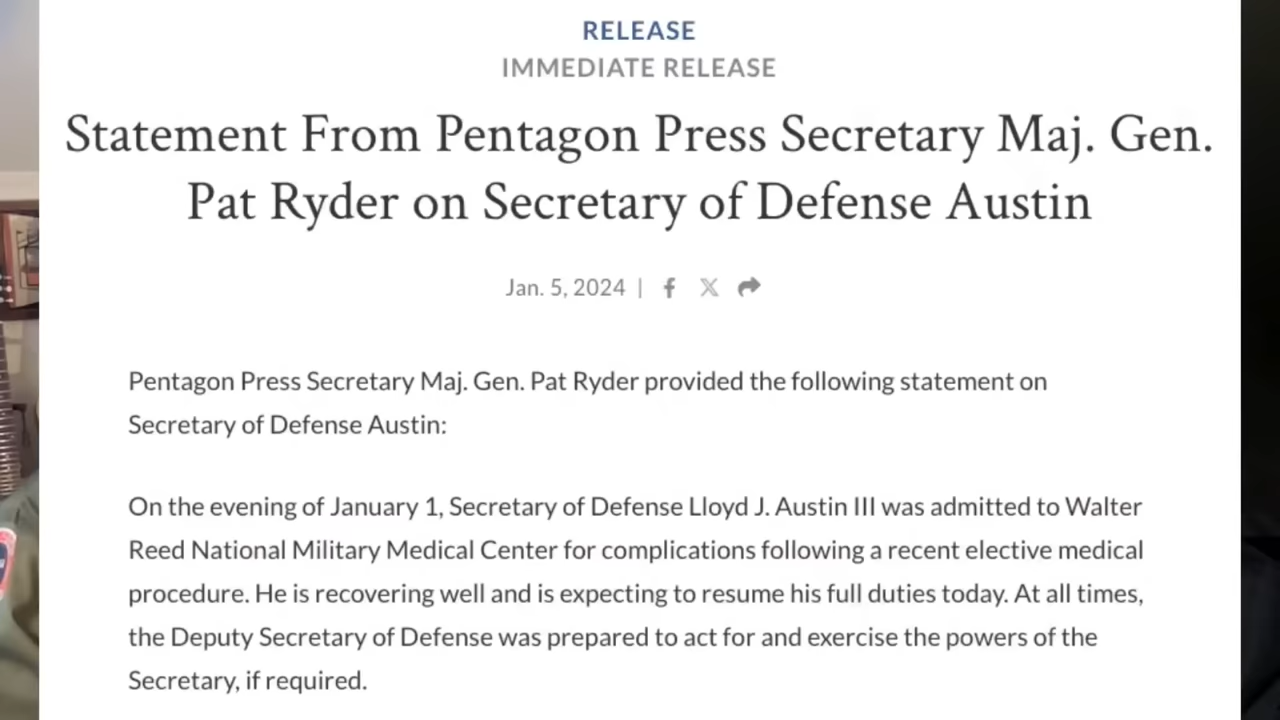 RELEASE
IMMEDIATE RELEASE
Statement From Pentagon Press Secretary Maj. Gen.
Pat Ryder on Secretary of Defense Austin
Jan. 5, 2024 |
Pentagon Press Secretary Maj. Gen. Pat Ryder provided the following statement on
Secretary of Defense Austin:
On the evening of January 1, Secretary of Defense Lloyd J. Austin III was admitted to Walter
Reed National Military Medical Center for complications following a recent elective medical
procedure. He is recovering well and is expecting to resume his full duties today. At all times,
the Deputy Secretary of Defense was prepared to act for and exercise the powers of the
Secretary, if required.